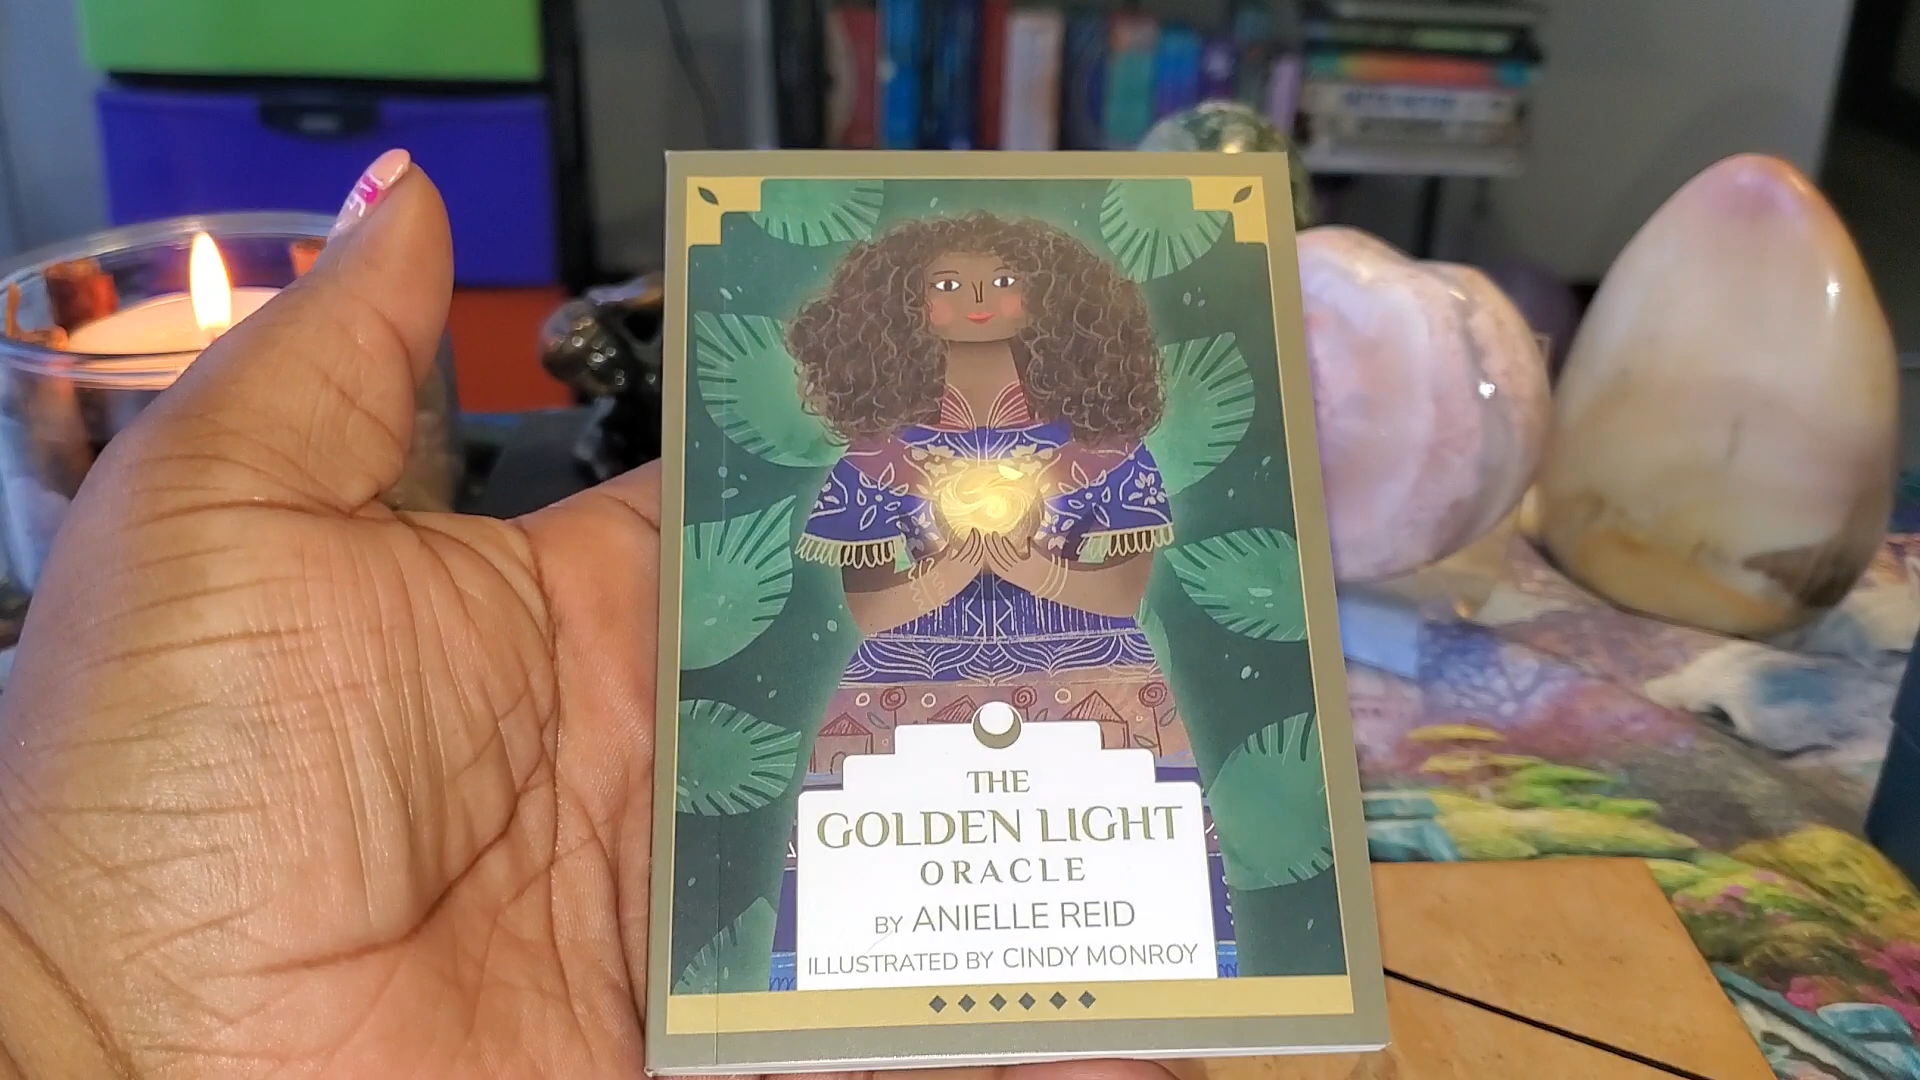 THE
GOLDEN LIGHT
ORACLE
BY ANIELLE REID
ILLUSTRATED BY CINDY MONROY